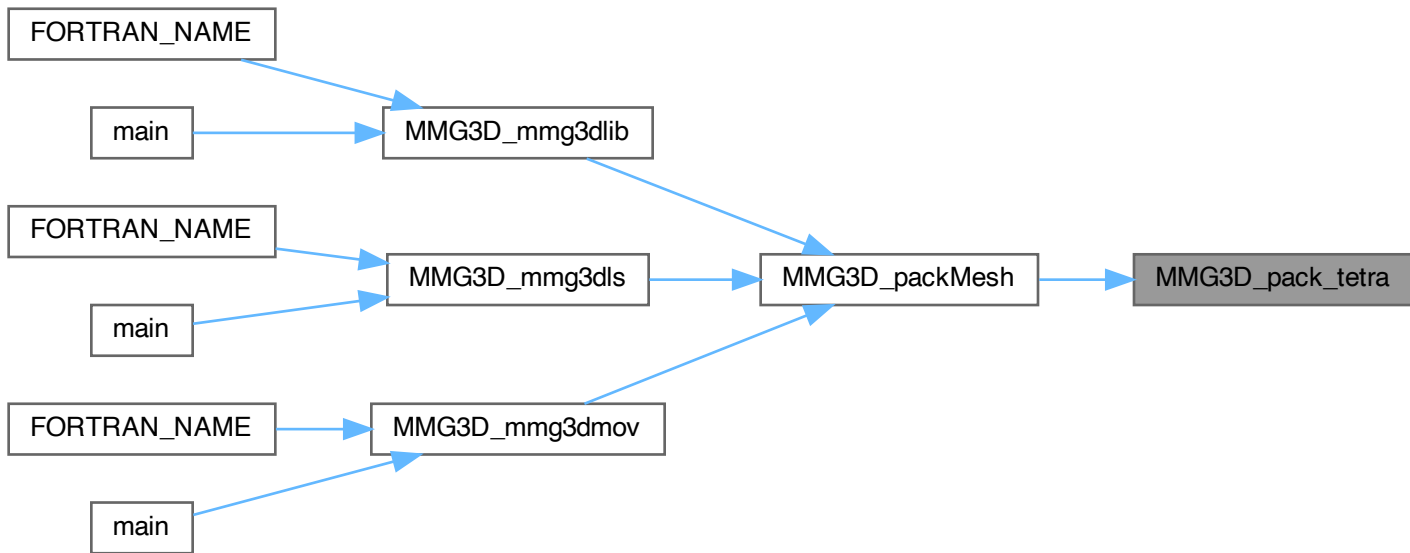 FORTRAN_NAME
main
MMG3D_mmg3dlib
FORTRAN_NAME
main
MMG3D_mmg3dls
FORTRAN_NAME
main
MMG3D_mmg3dmov
MMG3D_packMesh
MMG3D_pack_tetra